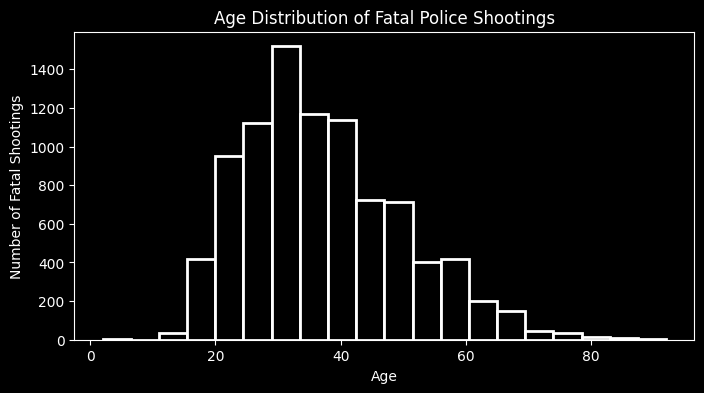 Age Distribution of Fatal Police Shootings
Number of Fatal Shootings
1400
1200
1000
800
600
400
200
0
0 20 40 60 80
Age